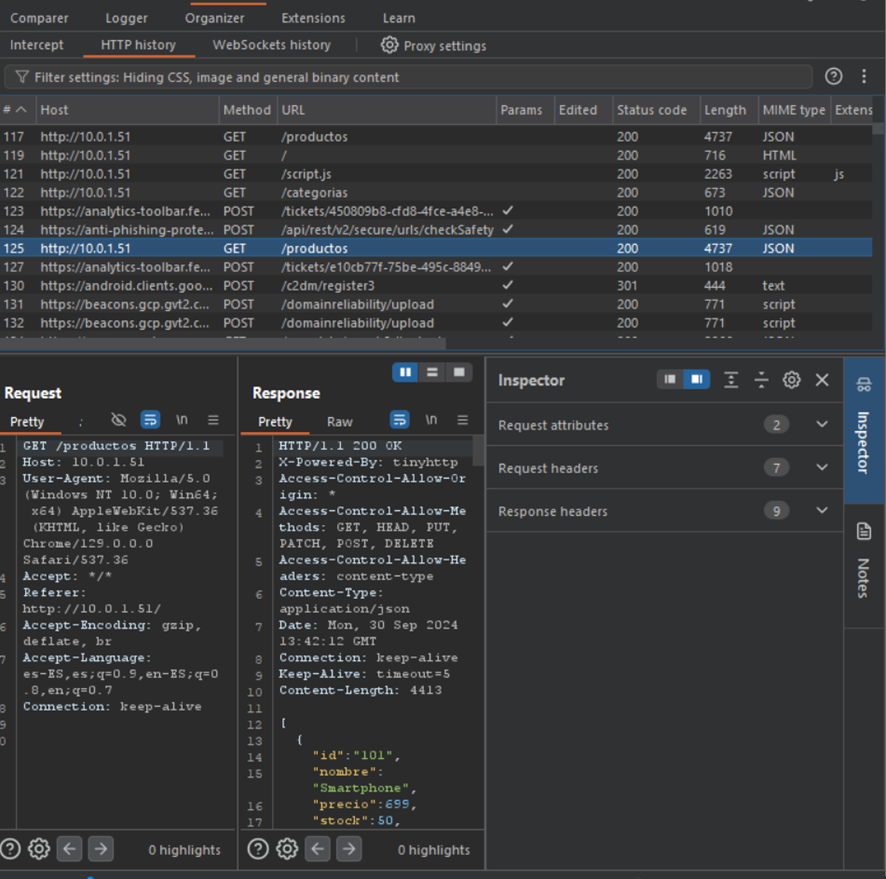 Comparer Logger Organizer Extensions Learn
Intercept HTTP history WebSockets history Proxy settings
Filter settings: Hiding CSS, image and general binary content
# Host Method URL Params Edited Status code Length MIME type Extens
117 http://10.0.1.51 GET /productos 200 4737 JSON
119 http://10.0.1.51 GET / 200 716 HTML
121 http://10.0.1.51 GET /script.js 200 2263 script js
122 http://10.0.1.51 GET /categorias 200 673 JSON
123 https://analytics-toolbar.fe... POST /tickets/450809b8-cfd8-4fce-a4e8-... ✓ 200 1010
124 https://anti-phishing-prote... POST /api/rest/v2/secure/urls/checkSafety ✓ 200 619 JSON
125 http://10.0.1.51 GET /productos 200 4737 JSON
127 https://analytics-toolbar.fe... POST /tickets/e10cb77f-75be-495c-8849... ✓ 200 1018
130 https://android.clients.goo... POST /c2dm/register3 ✓ 301 444 text
131 https://beacons.gcp.gvt2.c... POST /domainreliability/upload ✓ 200 771 script
132 https://beacons.gcp.gvt2.c... POST /domainreliability/upload ✓ 200 771 script
Request
Pretty : \n
1 GET /productos HTTP/1.1
2 Host: 10.0.1.51
3 User-Agent: Mozilla/5.0
(Windows NT 10.0; Win64;
x64) AppleWebKit/537.36
(KHTML, like Gecko)
Chrome/129.0.0.0
Safari/537.36
4 Accept: */*
5 Referer:
http://10.0.1.51/
6 Accept-Encoding: gzip,
deflate, br
7 Accept-Language:
es-ES,es;q=0.9,en-ES;q=0
.8,en;q=0.7
8 Connection: keep-alive
9
0
0 highlights
Response
Pretty Raw \n
1 HTTP/1.1 200 OK
2 X-Powered-By: tinyhttp
3 Access-Control-Allow-Or
igin: *
4 Access-Control-Allow-Me
thods: GET, HEAD, PUT,
PATCH, POST, DELETE
5 Access-Control-Allow-He
aders: content-type
6 Content-Type:
application/json
7 Date: Mon, 30 Sep 2024
13:42:12 GMT
8 Connection: keep-alive
9 Keep-Alive: timeout=5
10 Content-Length: 4413
11
12 [
13 {
14 "id":"101",
15 "nombre":
"Smartphone",
16 "precio":699,
17 "stock":50,
0 highlights
Inspector
Request attributes 2
Request headers 7
Response headers 9
Inspector
Notes